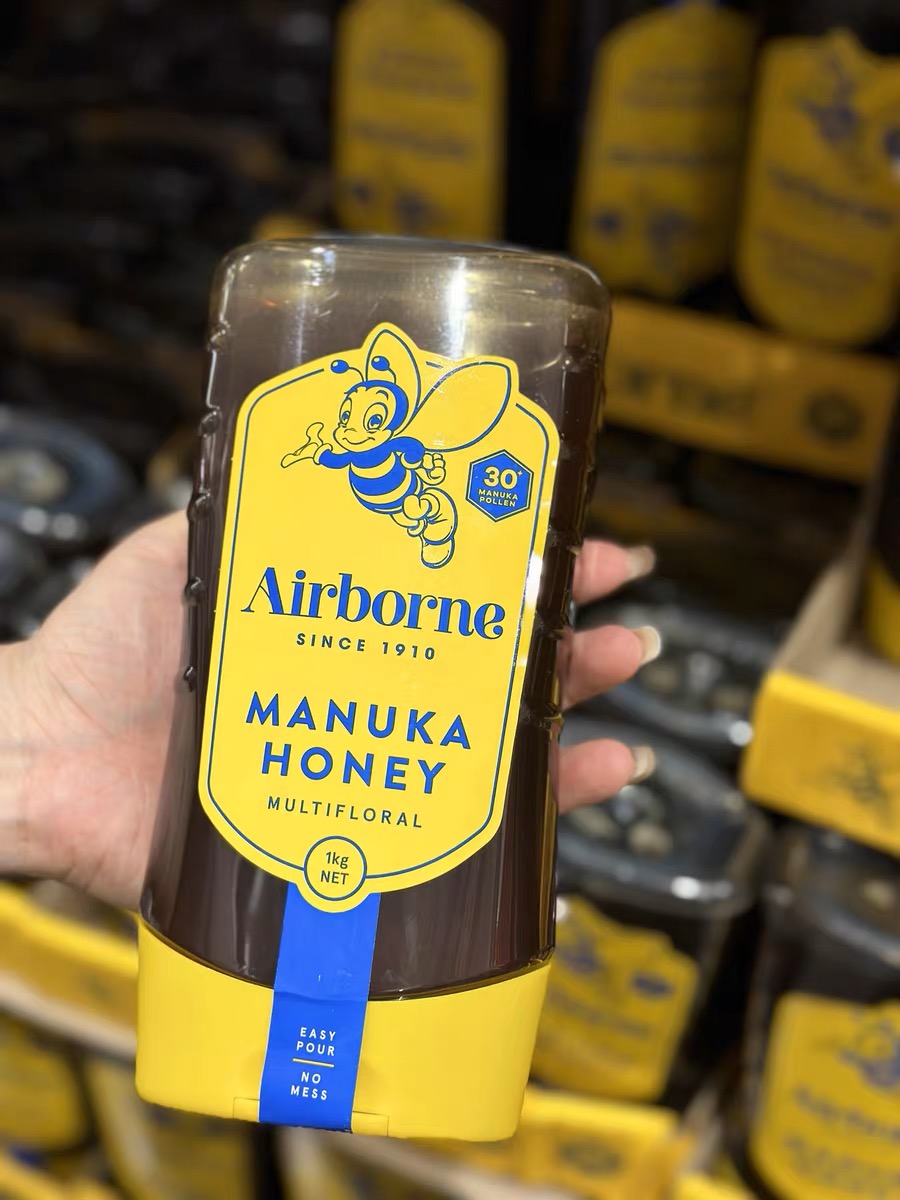 30+
MANUKA
POLLEN
Airborne
SINCE 1910
MANUKA
HONEY
MULTIFLORAL
1kg
NET
EASY
POUR
NO
MESS